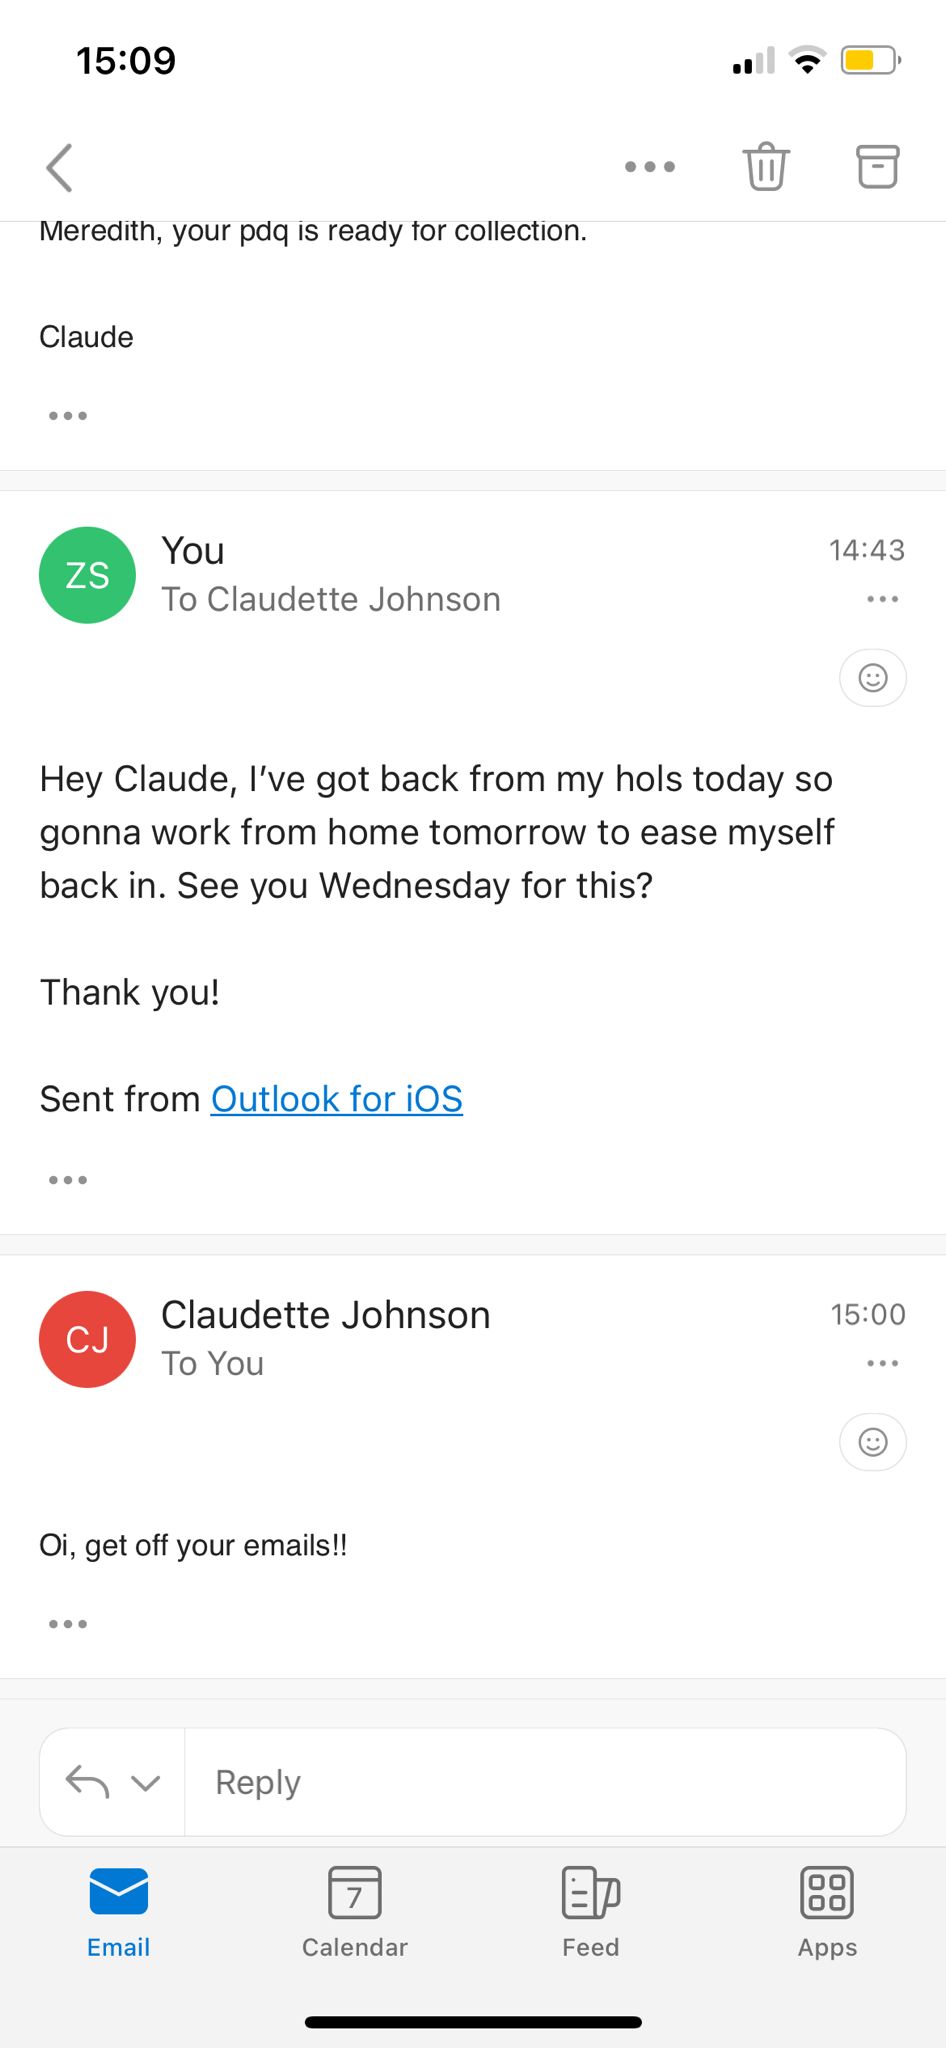 15:09
Meredith, your pdq is ready for collection.
Claude
ZS
You
14:43
To Claudette Johnson
Hey Claude, I’ve got back from my hols today so
gonna work from home tomorrow to ease myself
back in. See you Wednesday for this?
Thank you!
Sent from Outlook for iOS
CJ
Claudette Johnson
15:00
To You
Oi, get off your emails!!
Reply
7
Email
Calendar
Feed
Apps